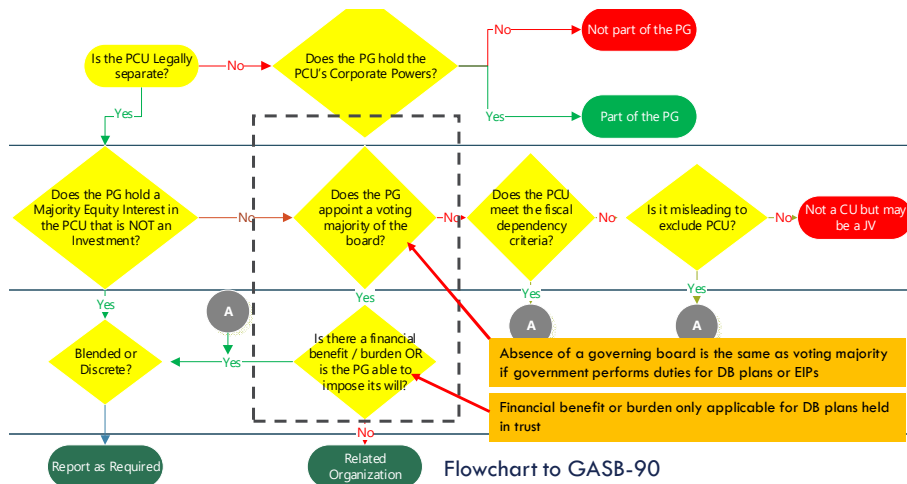 Is the PCU Legally
separate?
No
Does the PG hold the
PCU's Corporate Powers?
No
Not part of the PG
Yes
Part of the PG
Yes
Does the PG hold a
Majority Equity Interest in
the PCU that is NOT an
Investment?
No
Does the PG
appoint a voting
majority of the
board?
No
Does the PCU
meet the fiscal
dependency
criteria?
No
Is it misleading to
exclude PCU?
No
Not a CU but may
be a JV
Yes
A
Yes
Yes
A
Yes
A
Blended or
Discrete?
Yes
Is there a financial
benefit / burden OR
is the PG able to
impose its will?
Absence of a governing board is the same as voting majority
if government performs duties for DB plans or EIPs
Financial benefit or burden only applicable for DB plans held
in trust
No
Report as Required
Related
Organization
Flowchart to GASB-90